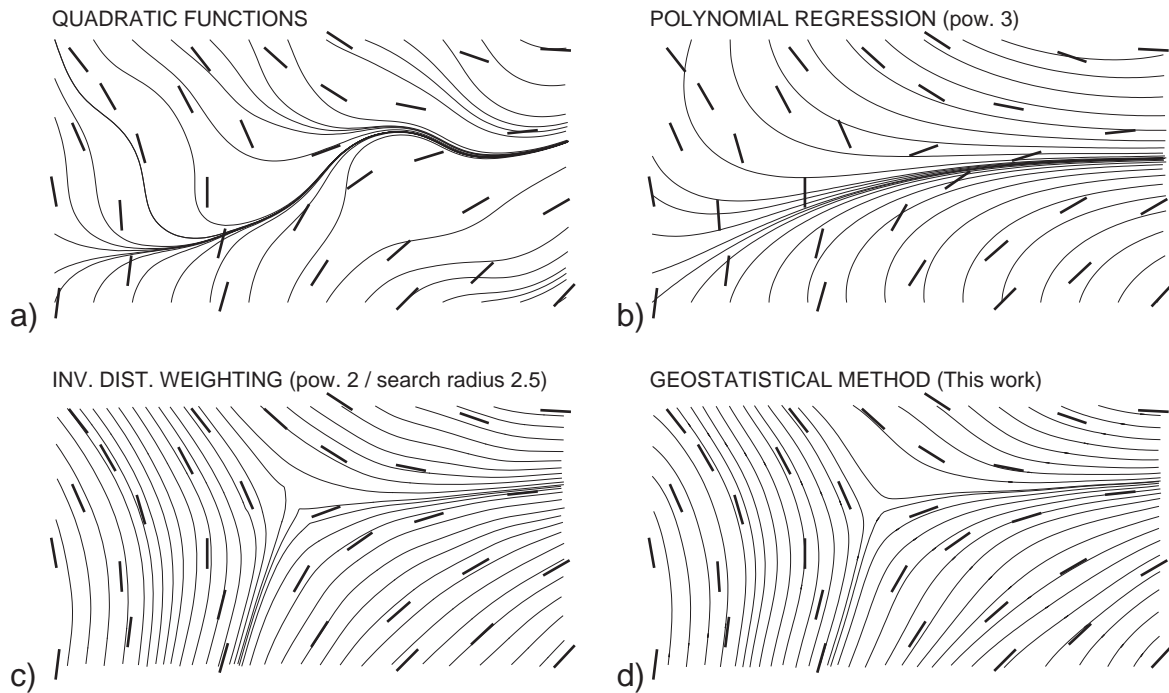 QUADRATIC FUNCTIONS
POLYNOMIAL REGRESSION (pow. 3)
a)
b)
INV. DIST. WEIGHTING (pow. 2 / search radius 2.5)
GEOSTATISTICAL METHOD (This work)
c)
d)